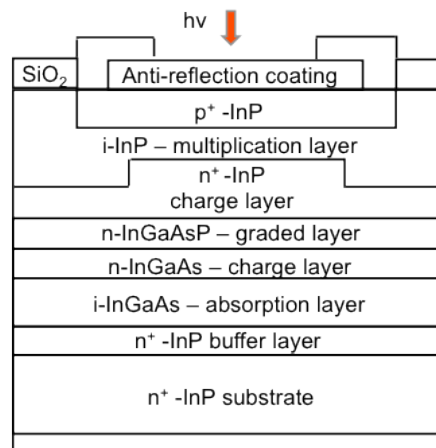 hv
SiO₂
Anti-reflection coating
p⁺ -InP
i-InP – multiplication layer
n⁺ -InP
charge layer
n-InGaAsP – graded layer
n-InGaAs – charge layer
i-InGaAs – absorption layer
n⁺ -InP buffer layer
n⁺ -InP substrate